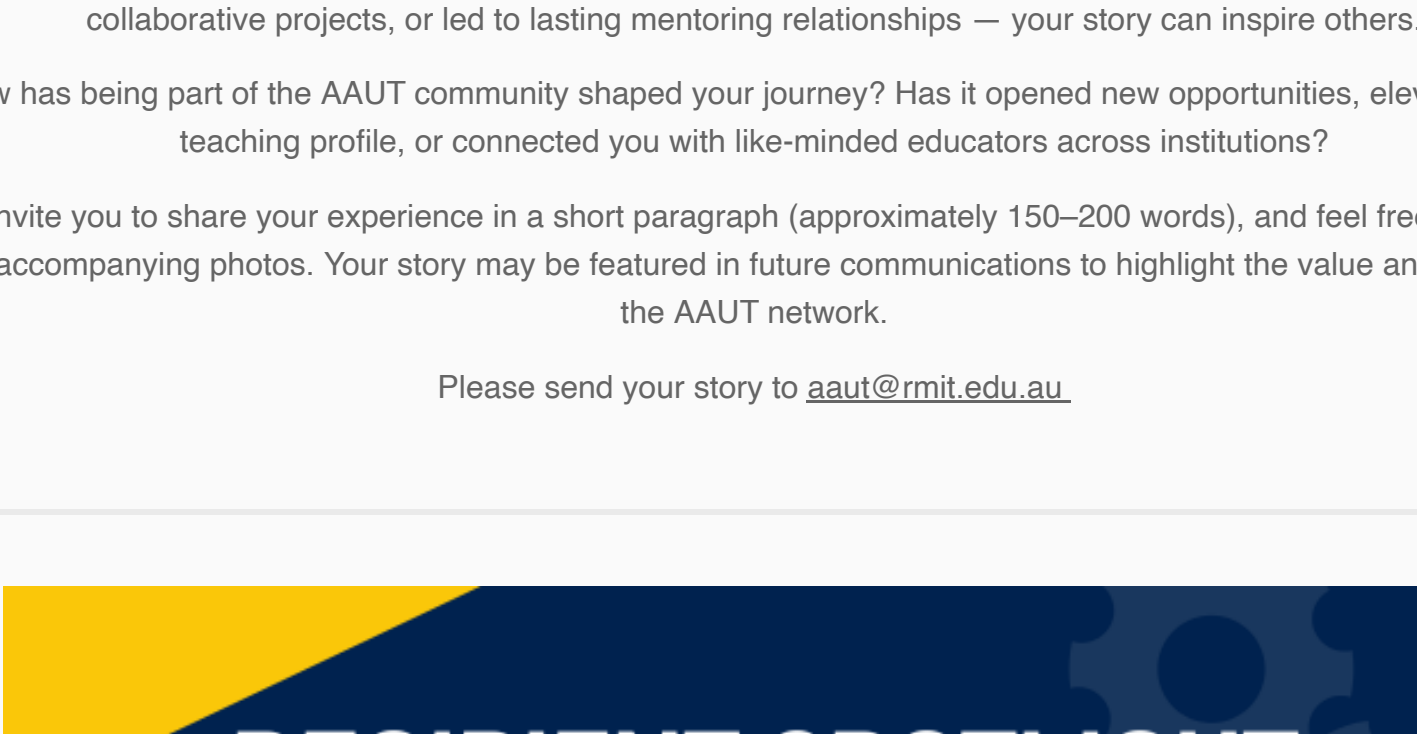 collaborative projects, or led to lasting mentoring relationships — your story can inspire others.
has being part of the AAUT community shaped your journey? Has it opened new opportunities,
teaching profile, or connected you with like-minded educators across institutions?
you to share your experience in a short paragraph (approximately 150–200 words), and feel
accompanying photos. Your story may be featured in future communications to highlight the value
the AAUT network.
Please send your story to aaut@rmit.edu.au